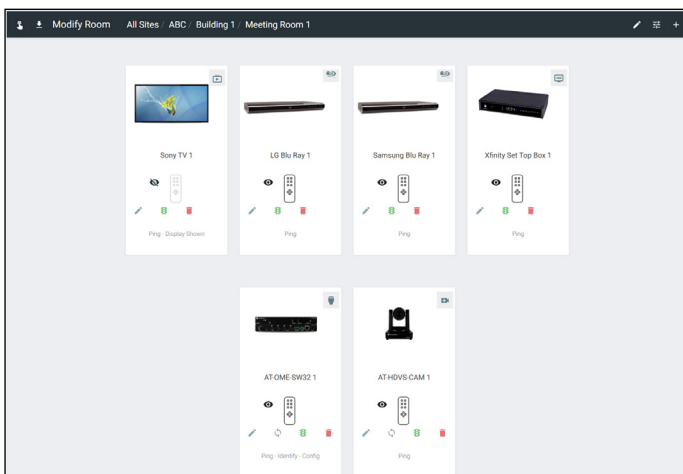 Modify Room All Sites / ABC / Building 1 / Meeting Room 1
Sony TV 1 LG Blu Ray 1 Samsung Blu Ray 1 Xfinity Set Top Box 1
Ping - Display Shown Ping Ping Ping
AT-OME-SW32 1 AT-HDVS-CAM 1
Ping - Identify - Config Ping